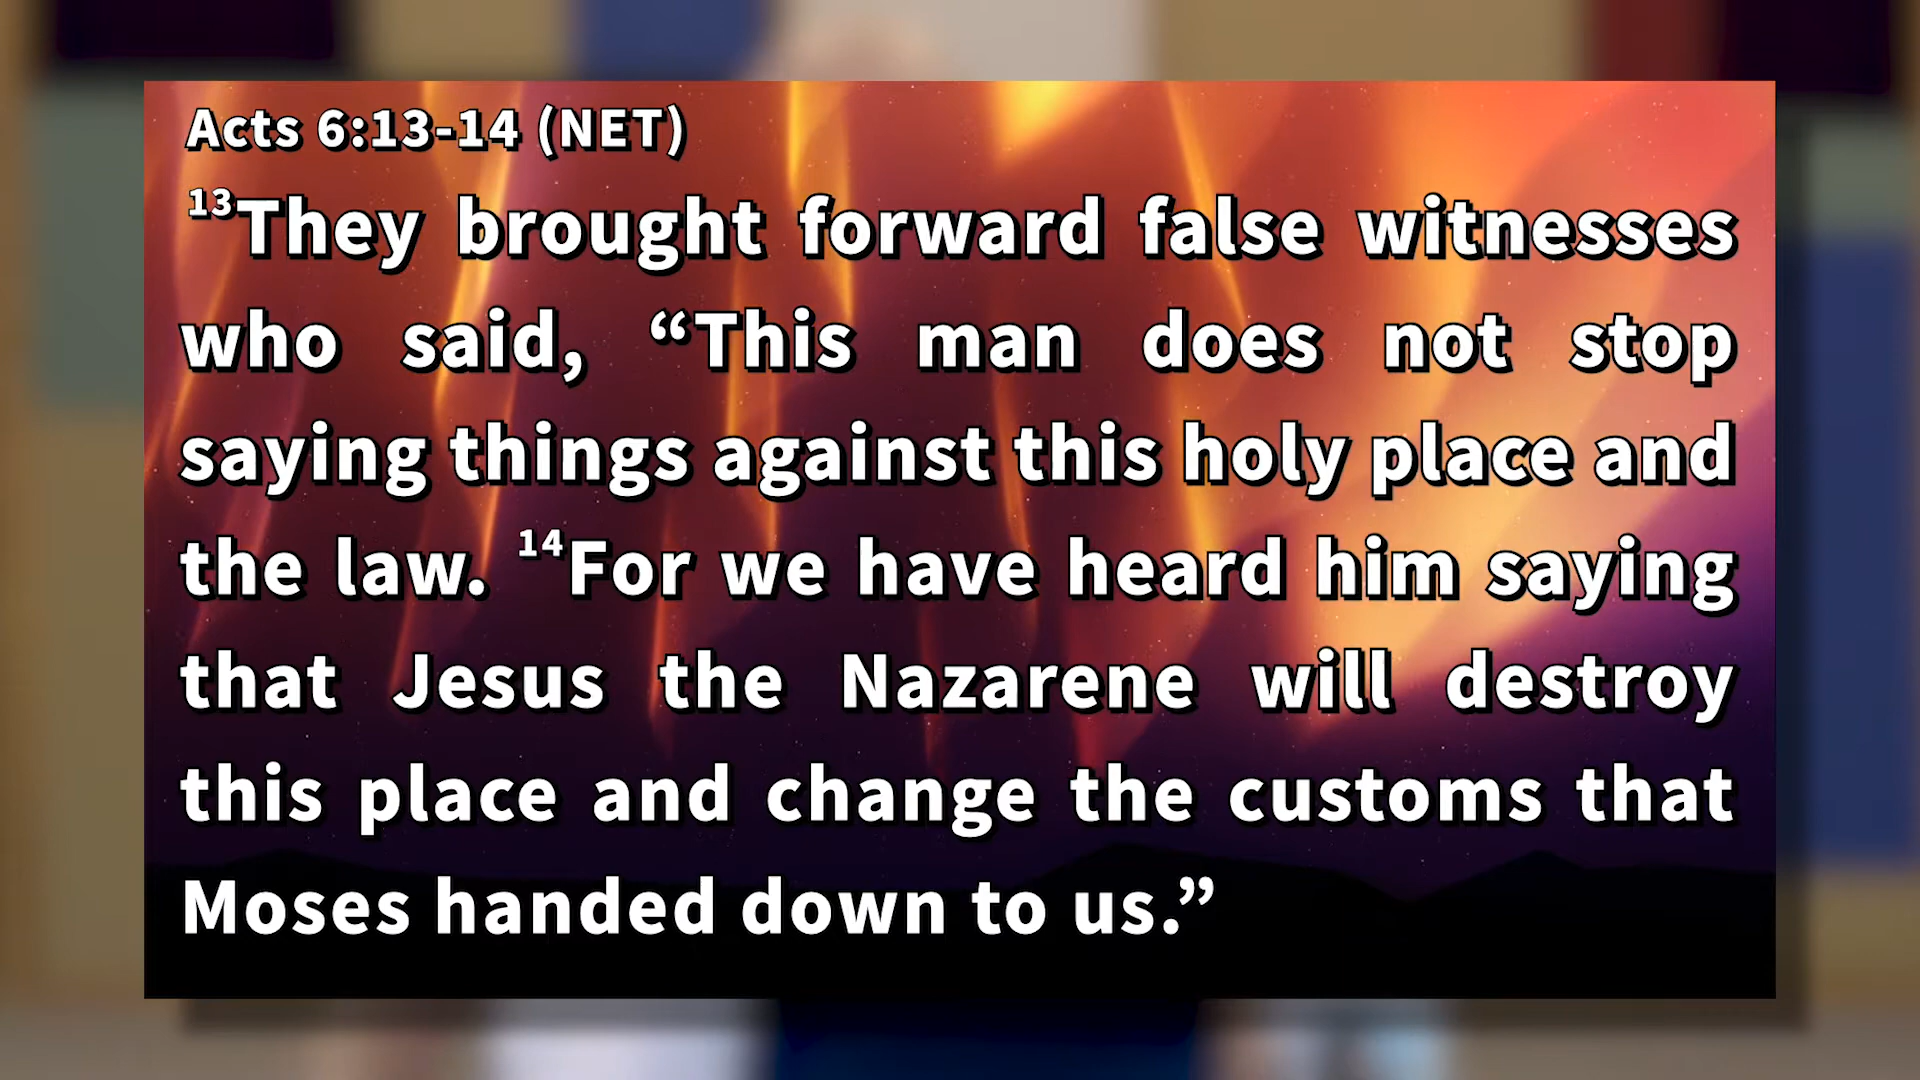 Acts 6:13-14 (NET)
¹³They brought forward false witnesses
who said, “This man does not stop
saying things against this holy place and
the law. ¹⁴For we have heard him saying
that Jesus the Nazarene will destroy
this place and change the customs that
Moses handed down to us.”